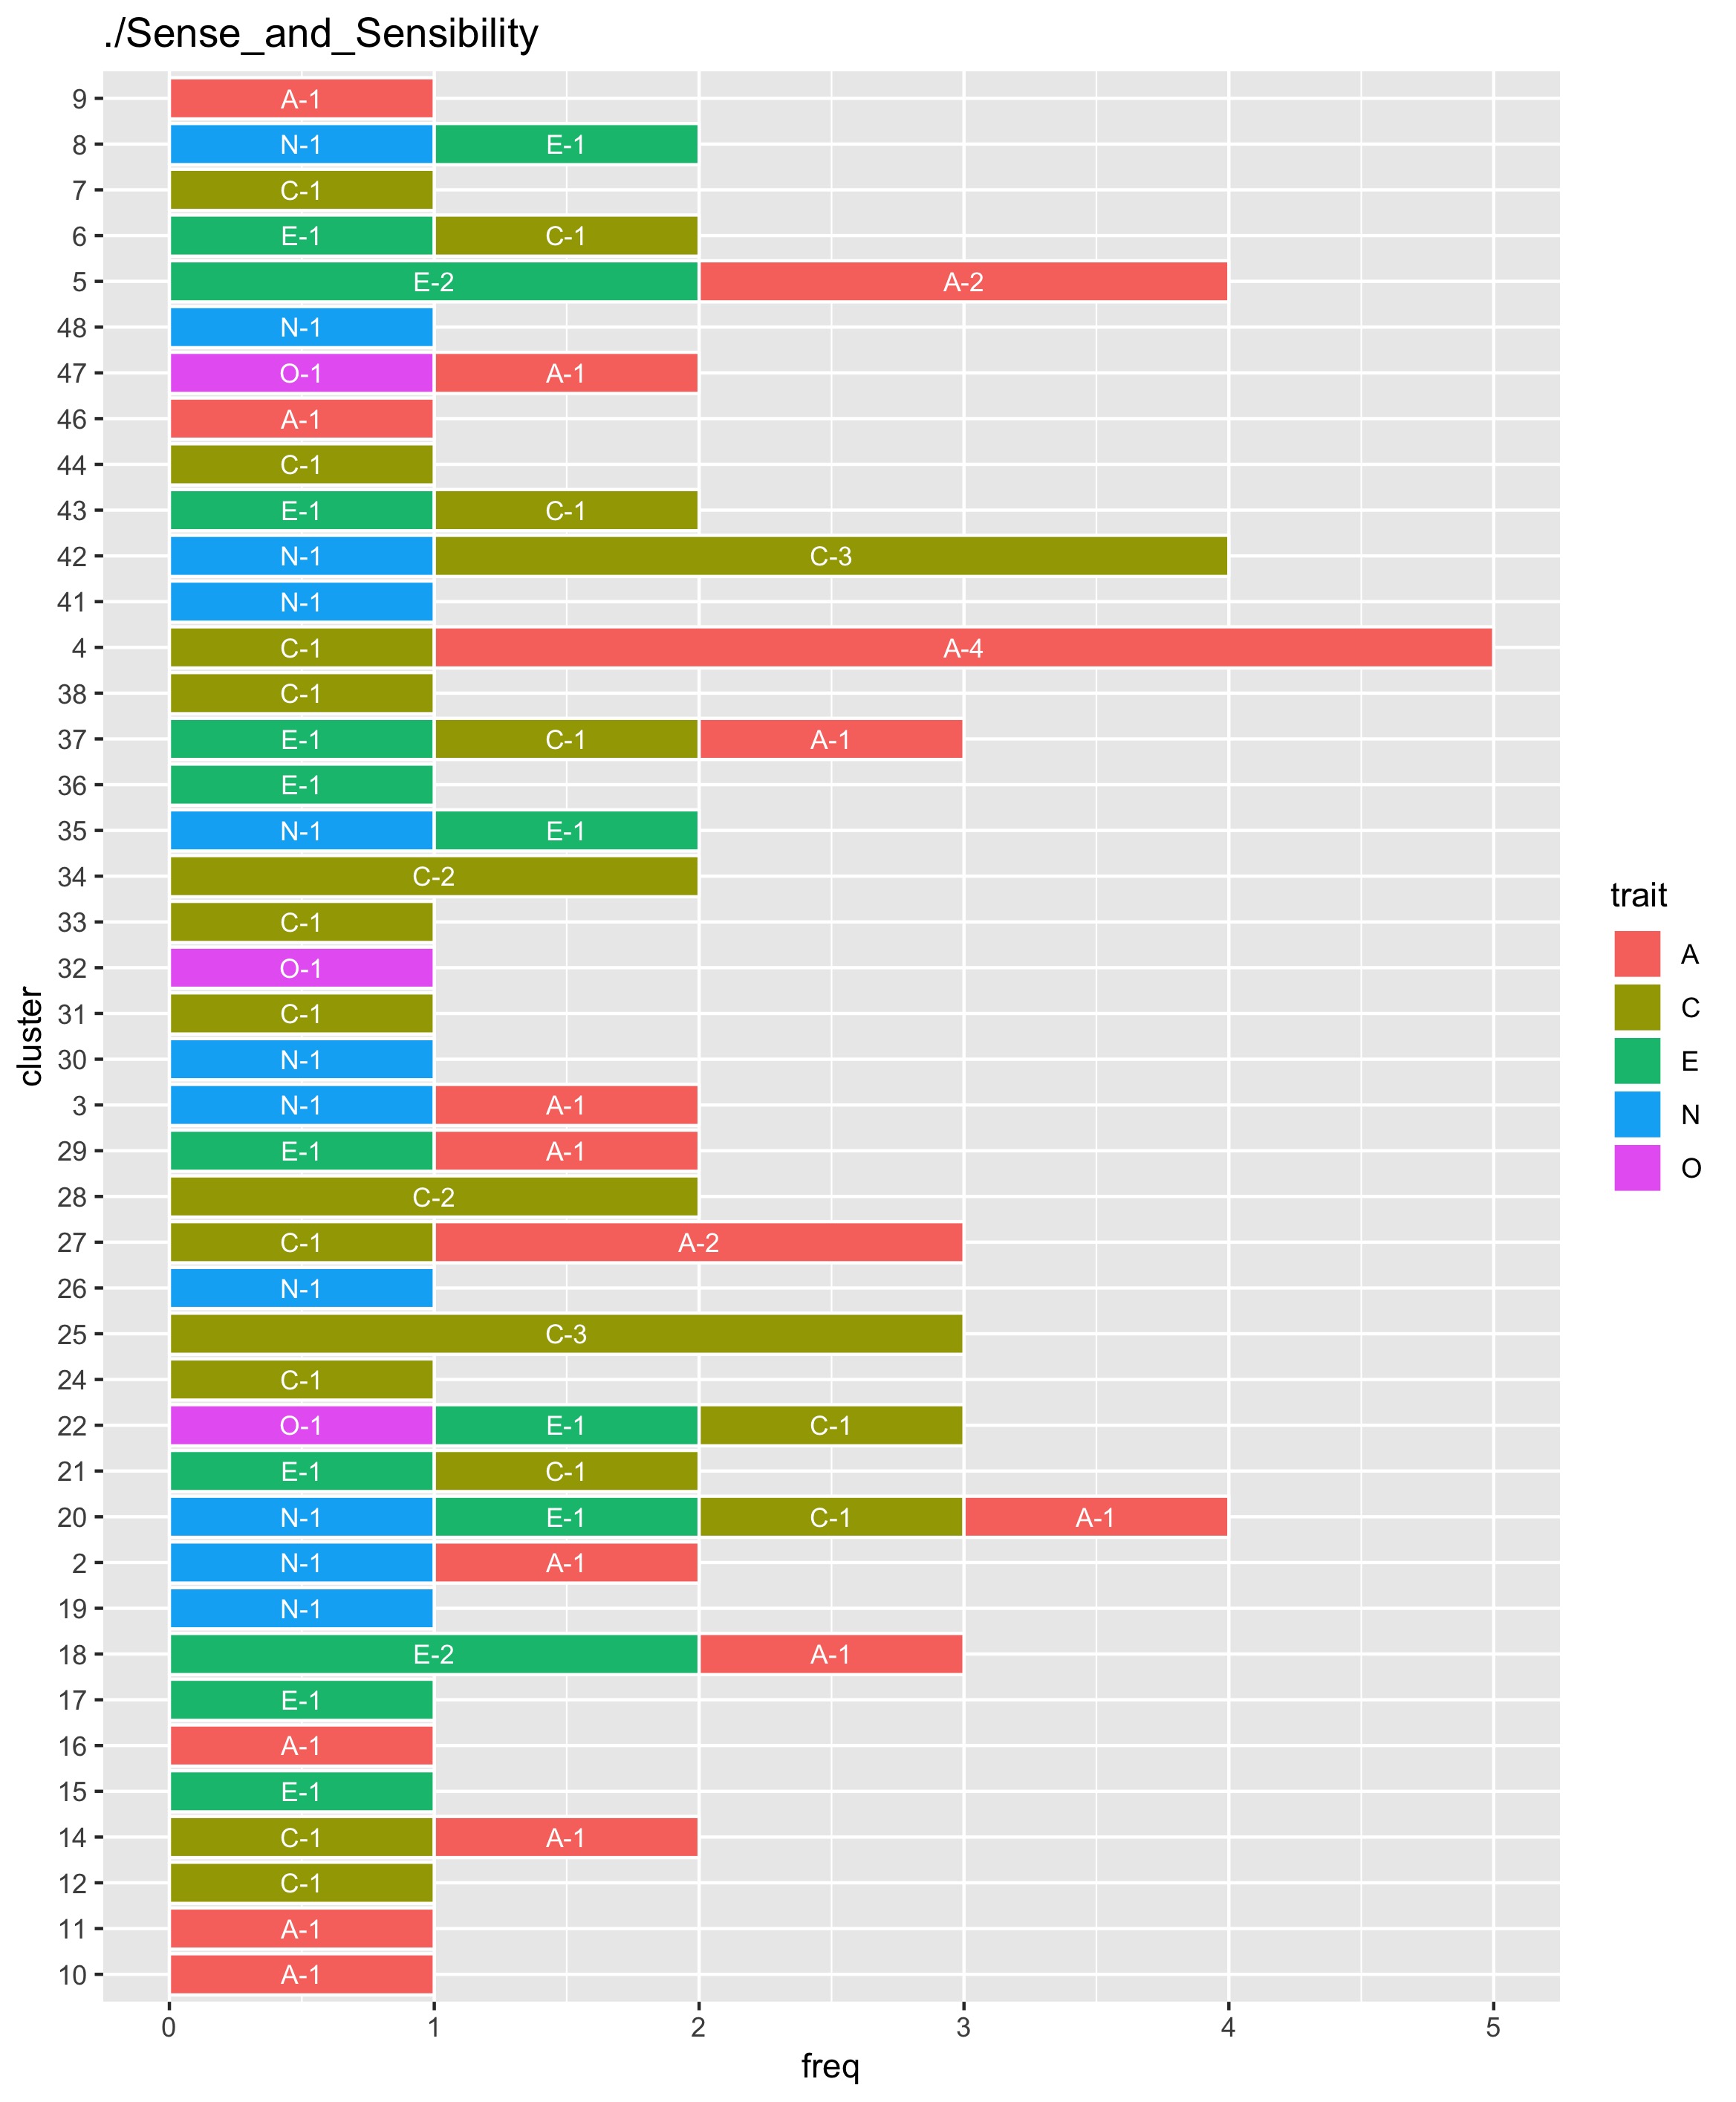 ./Sense_and_Sensibility
9 A-1
8 N-1 E-1
7 C-1
6 E-1 C-1
5 E-2 A-2
48 N-1
47 O-1 A-1
46 A-1
44 C-1
43 E-1 C-1
42 N-1 C-3
41 N-1
4 C-1 A-4
38 C-1
37 E-1 C-1 A-1
36 E-1
35 N-1 E-1
34 C-2
33 C-1
32 O-1
31 C-1
30 N-1
3 N-1 A-1
29 E-1 A-1
28 C-2
27 C-1 A-2
26 N-1
25 C-3
24 C-1
22 O-1 E-1 C-1
21 E-1 C-1
20 N-1 E-1 C-1 A-1
2 N-1 A-1
19 N-1
18 E-2 A-1
17 E-1
16 A-1
15 E-1
14 C-1 A-1
12 C-1
11 A-1
10 A-1
0 1 2 3 4 5
freq
cluster
trait
A
C
E
N
O